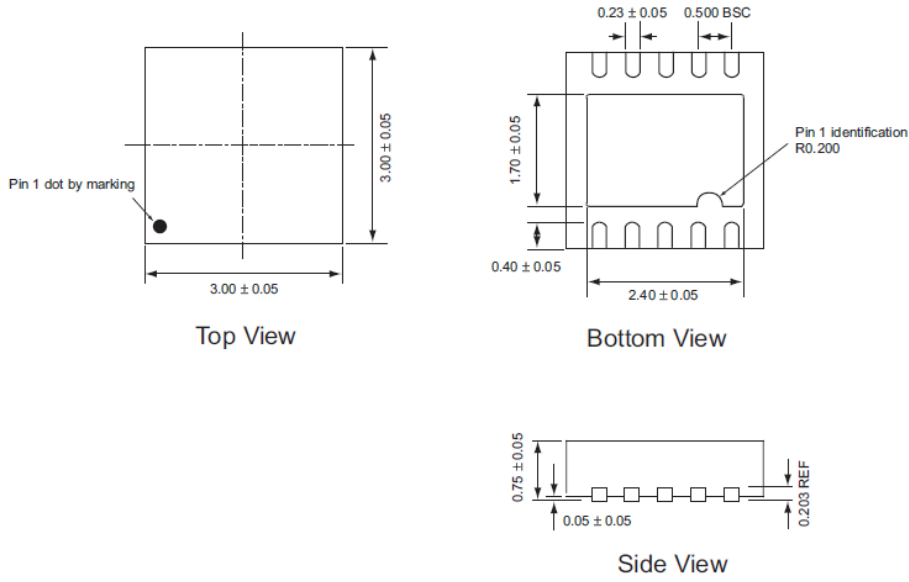 0.23 ± 0.05
0.500 BSC
3.00 ± 0.05
1.70 ± 0.05
Pin 1 identification
R0.200
Pin 1 dot by marking
0.40 ± 0.05
3.00 ± 0.05
2.40 ± 0.05
Top View
Bottom View
0.75 ± 0.05
0.203 REF
0.05 ± 0.05
Side View